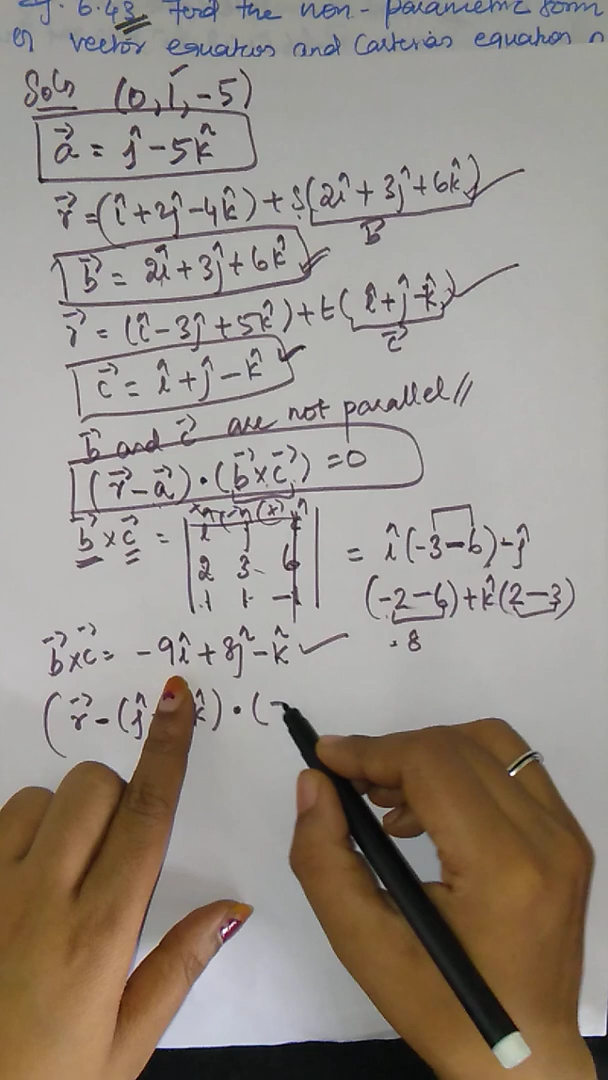 6.43 Find the non-parametric form
of vector equation and Cartesian equation
Soln (0, 1, -5)
a⃗ = ĵ - 5k̂
r⃗ = (î + 2ĵ - 4k̂) + s(2î + 3ĵ + 6k̂)
b⃗
b⃗ = 2î + 3ĵ + 6k̂
r⃗ = (î - 3ĵ + 5k̂) + t(î + ĵ - k̂)
c⃗
c⃗ = î + ĵ - k̂
b⃗ and c⃗ are not parallel //
(r⃗ - a⃗) · (b⃗ × c⃗) = 0
b⃗ × c⃗ = | î ĵ k̂ | = î(-3-6) - ĵ
2 3 6 (-2-6) + k̂(2-3)
1 1 -1
-8
b⃗ × c⃗ = -9î + 8ĵ - k̂
(r⃗ - (ĵ k̂) · (-